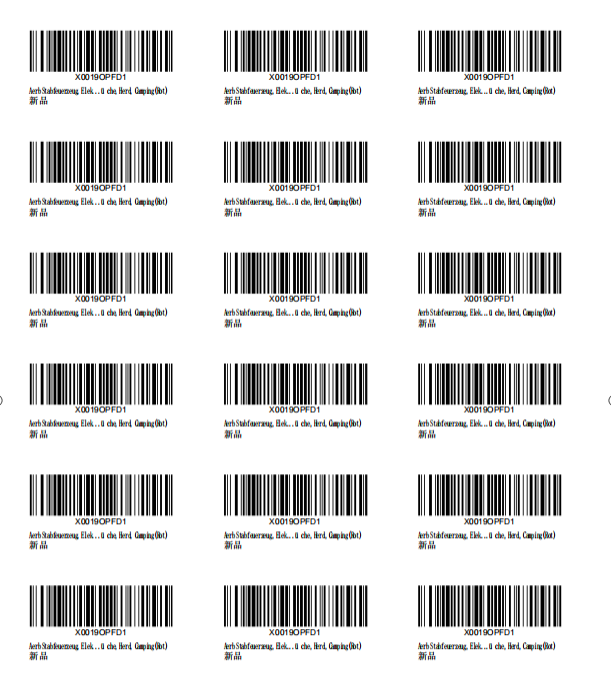 X0019OPFD1 X0019OPFD1 X0019OPFD1
Aerb Stabfeuerzeug, Elek...ü che, Herd, Camping (Rot) Aerb Stabfeuerzeug, Elek...ü che, Herd, Camping (Rot) Aerb Stabfeuerzeug, Elek...ü che, Herd, Camping (Rot)
新品 新品 新品
X0019OPFD1 X0019OPFD1 X0019OPFD1
Aerb Stabfeuerzeug, Elek...ü che, Herd, Camping (Rot) Aerb Stabfeuerzeug, Elek...ü che, Herd, Camping (Rot) Aerb Stabfeuerzeug, Elek...ü che, Herd, Camping (Rot)
新品 新品 新品
X0019OPFD1 X0019OPFD1 X0019OPFD1
Aerb Stabfeuerzeug, Elek...ü che, Herd, Camping (Rot) Aerb Stabfeuerzeug, Elek...ü che, Herd, Camping (Rot) Aerb Stabfeuerzeug, Elek...ü che, Herd, Camping (Rot)
新品 新品 新品
X0019OPFD1 X0019OPFD1 X0019OPFD1
Aerb Stabfeuerzeug, Elek...ü che, Herd, Camping (Rot) Aerb Stabfeuerzeug, Elek...ü che, Herd, Camping (Rot) Aerb Stabfeuerzeug, Elek...ü che, Herd, Camping (Rot)
新品 新品 新品
X0019OPFD1 X0019OPFD1 X0019OPFD1
Aerb Stabfeuerzeug, Elek...ü che, Herd, Camping (Rot) Aerb Stabfeuerzeug, Elek...ü che, Herd, Camping (Rot) Aerb Stabfeuerzeug, Elek...ü che, Herd, Camping (Rot)
新品 新品 新品
X0019OPFD1 X0019OPFD1 X0019OPFD1
Aerb Stabfeuerzeug, Elek...ü che, Herd, Camping (Rot) Aerb Stabfeuerzeug, Elek...ü che, Herd, Camping (Rot) Aerb Stabfeuerzeug, Elek...ü che, Herd, Camping (Rot)
新品 新品 新品